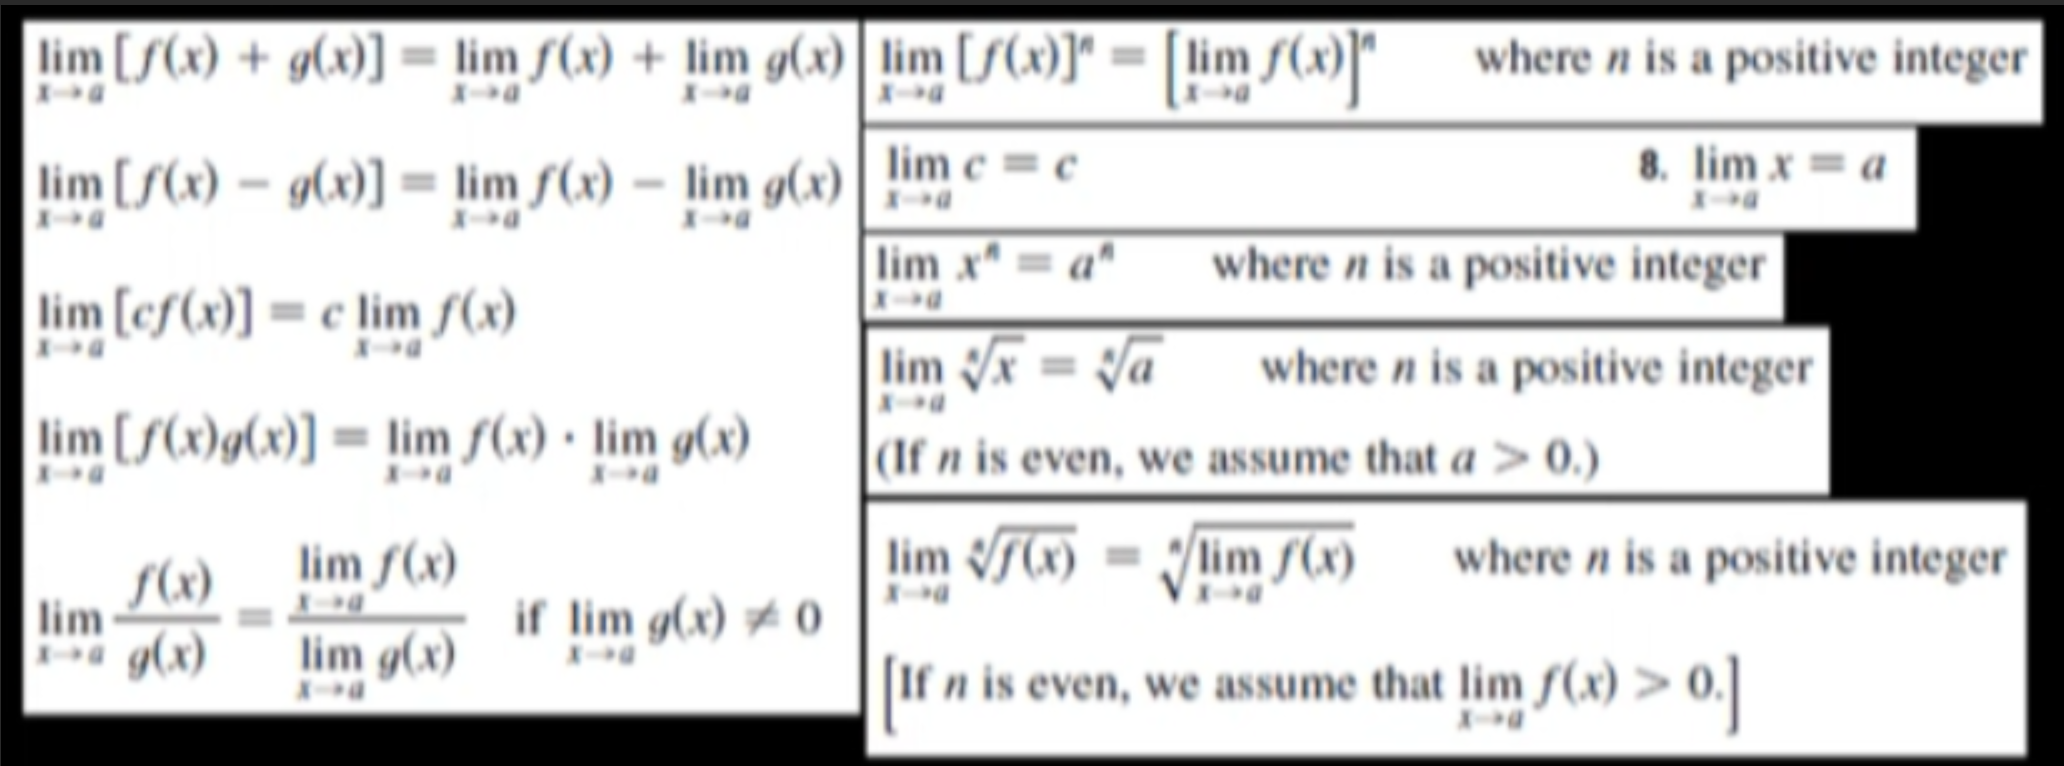 lim_{x→a} [f(x) + g(x)] = lim_{x→a} f(x) + lim_{x→a} g(x)
lim_{x→a} [f(x) − g(x)] = lim_{x→a} f(x) − lim_{x→a} g(x)
lim_{x→a} [cf(x)] = c lim_{x→a} f(x)
lim_{x→a} [f(x)g(x)] = lim_{x→a} f(x) · lim_{x→a} g(x)
lim_{x→a} f(x)/g(x) = lim_{x→a} f(x) / lim_{x→a} g(x) if lim_{x→a} g(x) ≠ 0
lim_{x→a} [f(x)]ⁿ = [lim_{x→a} f(x)]ⁿ where n is a positive integer
lim_{x→a} c = c 8. lim_{x→a} x = a
lim_{x→a} xⁿ = aⁿ where n is a positive integer
lim_{x→a} ⁿ√x = ⁿ√a where n is a positive integer
(If n is even, we assume that a > 0.)
lim_{x→a} ⁿ√f(x) = ⁿ√lim_{x→a} f(x) where n is a positive integer
[If n is even, we assume that lim_{x→a} f(x) > 0.]